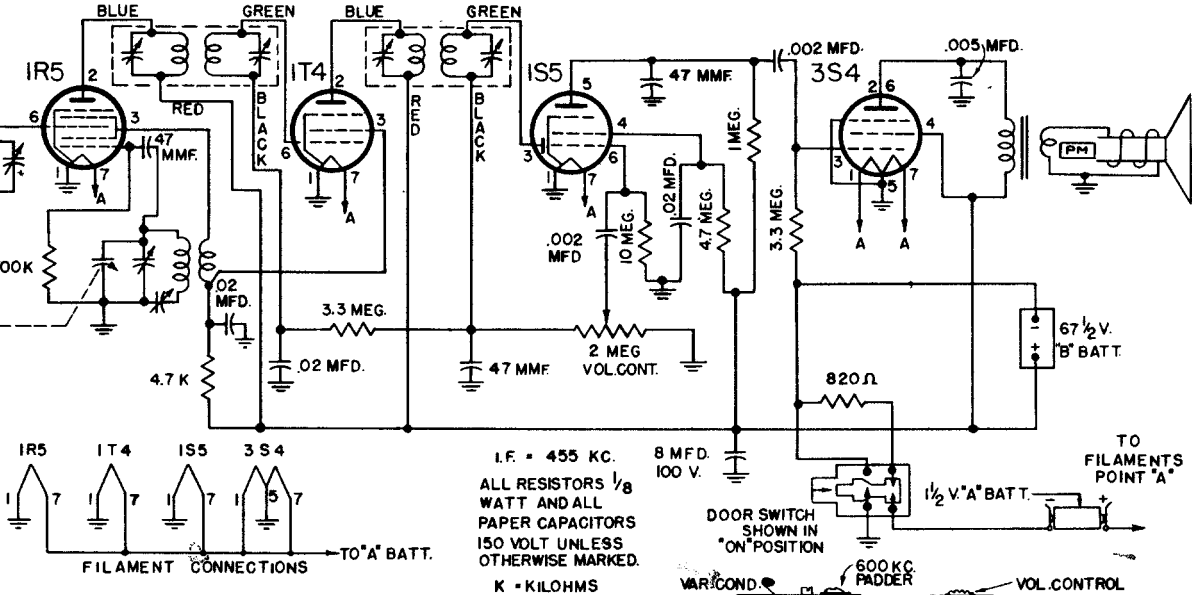 BLUE
GREEN
BLUE
GREEN
.002 MFD.
.005 MFD.
1R5
1T4
1S5
3S4
2
2
5
2 6
47 MMF.
RED
BLACK
RED
BLACK
1 MEG.
6
3
6
3
3
4
6
3
4
PM
47
MMF.
1
7
A
1
7
A
1
7
A
5
7
A
A
.002
MFD
10 MEG.
.02 MFD.
4.7 MEG.
3.3 MEG.
00K
.02
MFD.
3.3 MEG.
2 MEG
VOL.CONT.
-
+
67 1/2 V.
"B" BATT.
4.7 K
.02 MFD.
47 MMF.
820 Ω
1R5
1T4
1S5
3S4
1
7
1
7
1
7
1
5
7
TO "A" BATT.
FILAMENT CONNECTIONS
I.F. = 455 KC.
ALL RESISTORS 1/8
WATT AND ALL
PAPER CAPACITORS
150 VOLT UNLESS
OTHERWISE MARKED.
K = KILOHMS
8 MFD.
100 V.
DOOR SWITCH
SHOWN IN
"ON" POSITION
1 1/2 V. "A" BATT.
-
+
TO
FILAMENTS
POINT "A"
VAR.COND.
600 KC.
PADDER
VOL.CONTROL